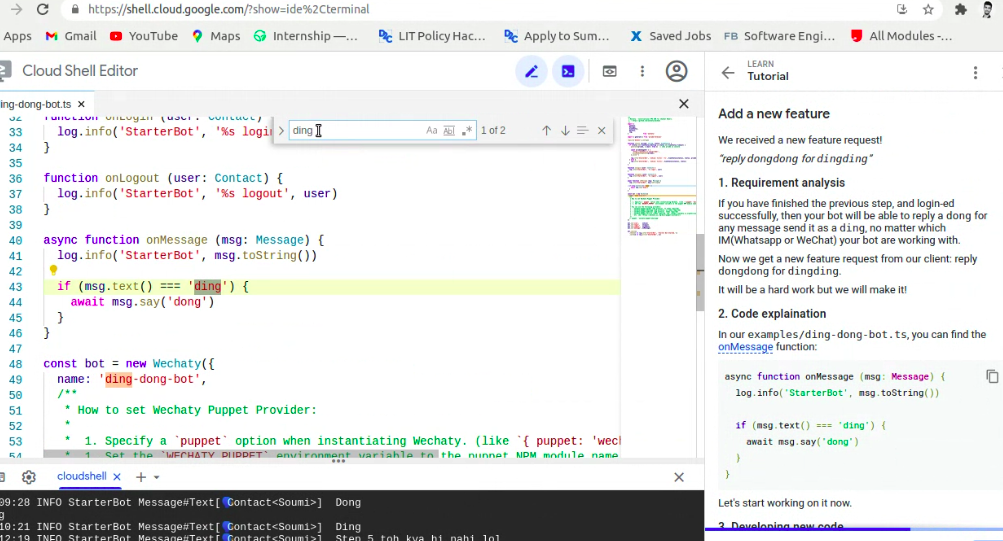 https://shell.cloud.google.com/?show=ide%2Cterminal
Apps Gmail YouTube Maps Internship —... LIT Policy Hac... Apply to Sum... Saved Jobs FB Software Engi... All Modules -...
Cloud Shell Editor
ing-dong-bot.ts
ding Aa Ab| .* 1 of 2
32 function onLogin (user: Contact)
33 log.info('StarterBot', '%s login
34 }
35
36 function onLogout (user: Contact) {
37 log.info('StarterBot', '%s logout', user)
38 }
39
40 async function onMessage (msg: Message) {
41 log.info('StarterBot', msg.toString())
42
43 if (msg.text() === 'ding') {
44 await msg.say('dong')
45 }
46 }
47
48 const bot = new Wechaty({
49 name: 'ding-dong-bot',
50 /**
51 * How to set Wechaty Puppet Provider:
52 *
53 * 1. Specify a `puppet` option when instantiating Wechaty. (like `{ puppet: 'wech
54 * 1. Set the `WECHATY_PUPPET` environment variable to the puppet NPM module name
cloudshell
09:28 INFO StarterBot Message#Text[Contact<Soumi>] Dong
g
10:21 INFO StarterBot Message#Text[Contact<Soumi>] Ding
12:19 INFO StarterBot Message#Text[Contact<Soumi>] Step 5 toh kya hi nahi lol
LEARN
Tutorial
Add a new feature
We received a new feature request!
“reply dongdong for dingding”
1. Requirement analysis
If you have finished the previous step, and login-ed
successfully, then your bot will be able to reply a dong for
any message send it as a ding, no matter which
IM(Whatsapp or WeChat) your bot are working with.
Now we get a new feature request from our client: reply
dongdong for dingding.
It will be a hard work but we will make it!
2. Code explaination
In our examples/ding-dong-bot.ts, you can find the
onMessage function:
async function onMessage (msg: Message) {
log.info('StarterBot', msg.toString())
if (msg.text() === 'ding') {
await msg.say('dong')
}
}
Let's start working on it now.
3. Developing new code